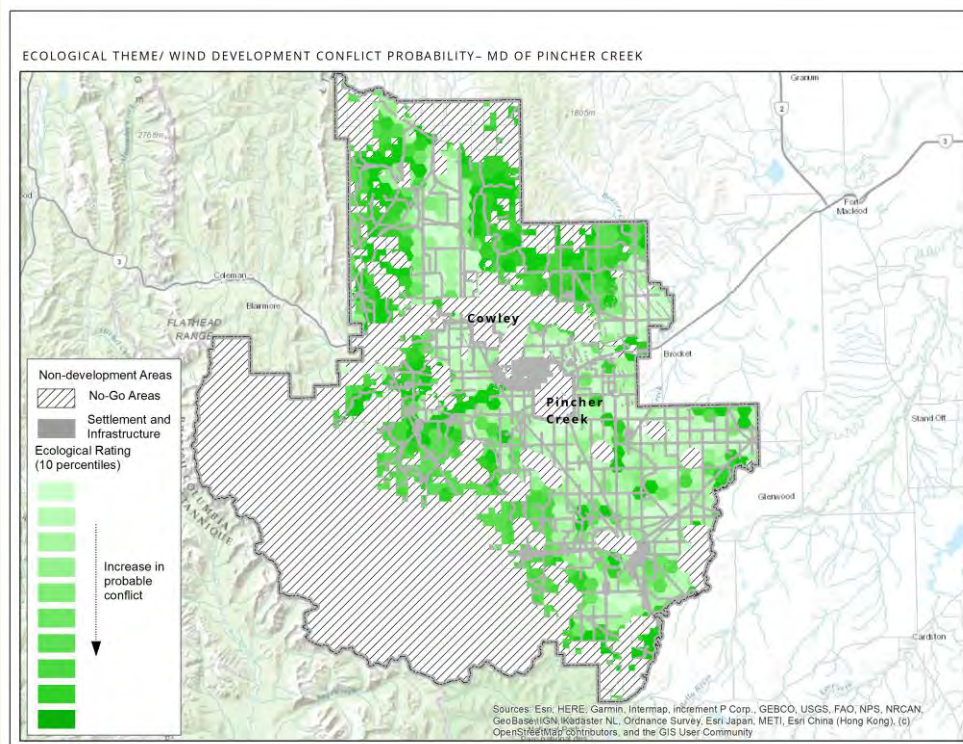 ECOLOGICAL THEME/ WIND DEVELOPMENT CONFLICT PROBABILITY– MD OF PINCHER CREEK
Granum
2
1805m
276 8m
3
Fort
Macleod
3
Coleman
Blairmore
FLATHEAD
RANGE
Cowley
Brocket
Pincher
Creek
Stand Off
Glenwood
Cardston
Non-development Areas
No-Go Areas
Settlement and
Infrastructure
Ecological Rating
(10 percentiles)
Increase in
probable
conflict
Sources: Esri, HERE, Garmin, Intermap, increment P Corp., GEBCO, USGS, FAO, NPS, NRCAN,
GeoBase, IGN, Kadaster NL, Ordnance Survey, Esri Japan, METI, Esri China (Hong Kong), (c)
OpenStreetMap contributors, and the GIS User Community